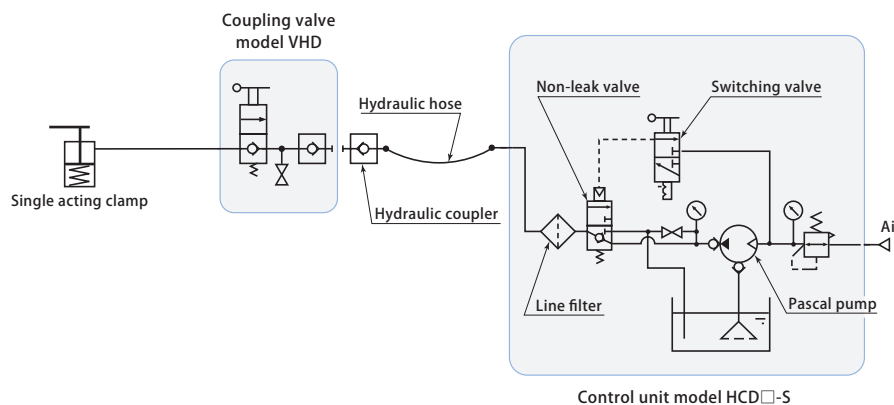 Coupling valve
model VHD
Non-leak valve
Switching valve
Hydraulic hose
Single acting clamp
Hydraulic coupler
Ai
Line filter
Pascal pump
Control unit model HCD□-S